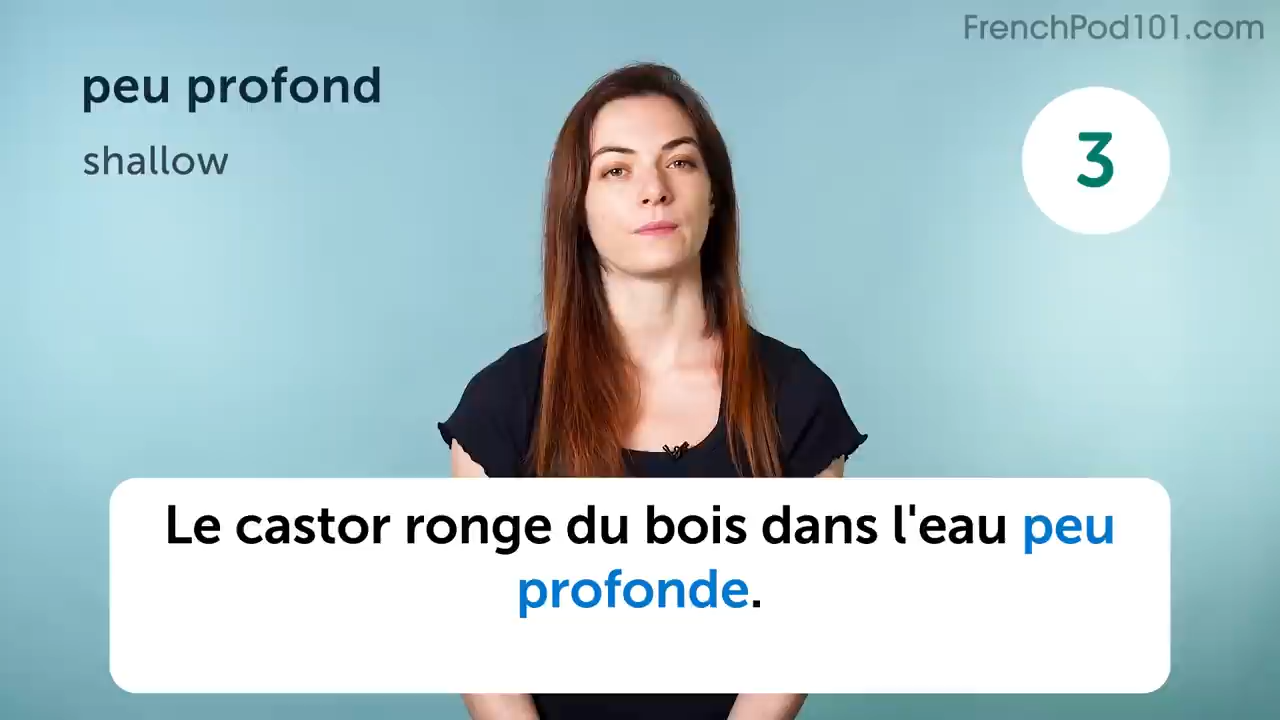 FrenchPod101.com
peu profond
shallow
3
Le castor ronge du bois dans l'eau peu
profonde.